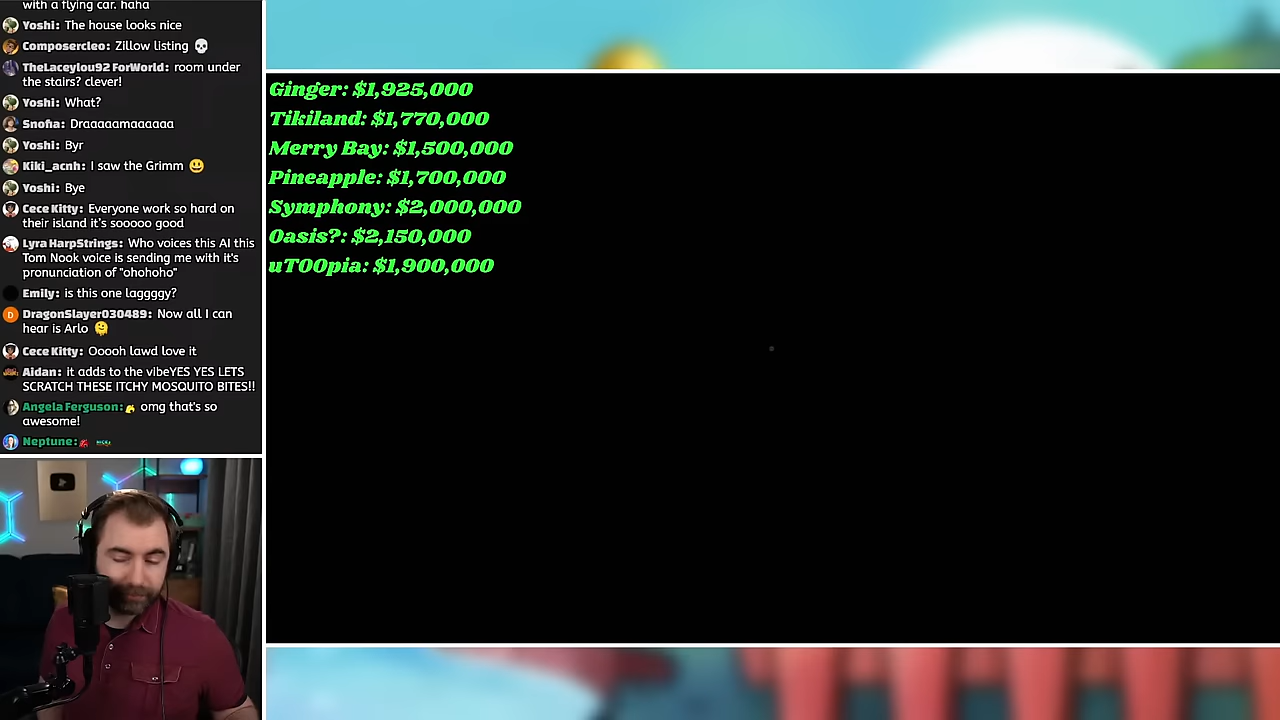 with a flying car. haha
Yoshi: The house looks nice
Composercleo: Zillow listing 💀
TheLaceylou92 ForWorld: room under
the stairs? clever!
Yoshi: What?
Snofia: Draaaaamaaaaaa
Yoshi: Byr
Kiki_acnh: I saw the Grimm 😃
Yoshi: Bye
Cece Kitty: Everyone work so hard on
their island it's sooooo good
Lyra HarpStrings: Who voices this AI this
Tom Nook voice is sending me with it's
pronunciation of "ohohoho"
Emily: is this one laggggy?
DragonSlayer030489: Now all I can
hear is Arlo 🫠
Cece Kitty: Ooooh lawd love it
Aidan: it adds to the vibeYES YES LETS
SCRATCH THESE ITCHY MOSQUITO BITES!!
Angela Ferguson: omg that's so
awesome!
Neptune:
Ginger: $1,925,000
Tikiland: $1,770,000
Merry Bay: $1,500,000
Pineapple: $1,700,000
Symphony: $2,000,000
Oasis?: $2,150,000
uTOOpia: $1,900,000